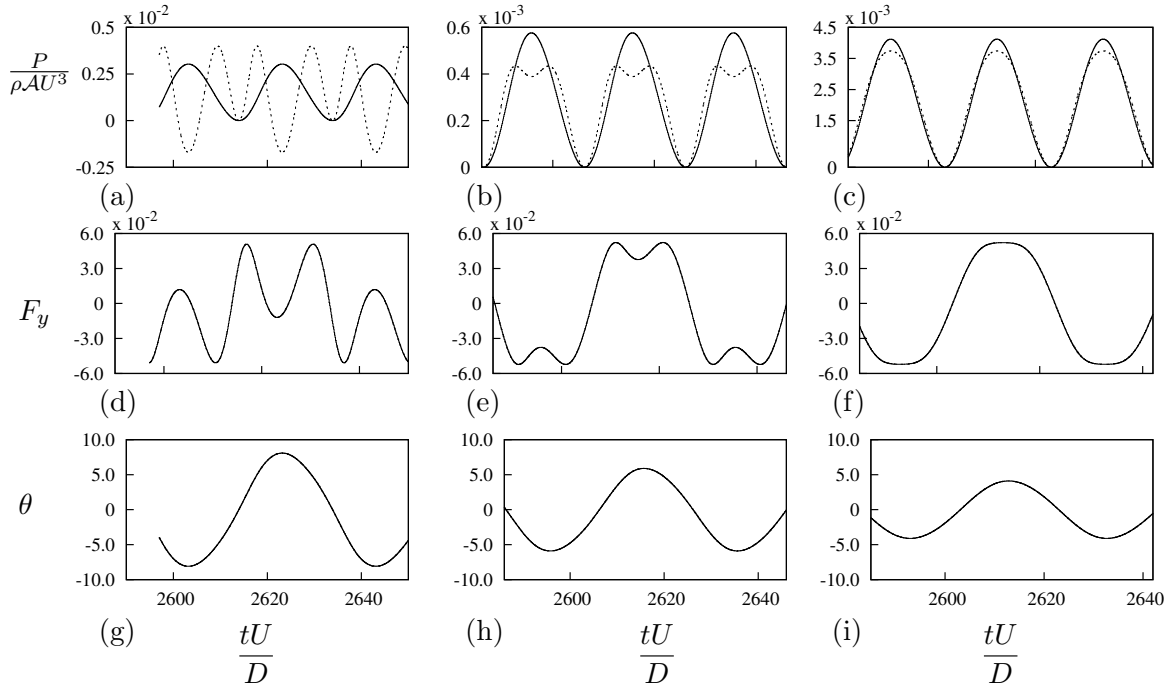 x 10-2 x 10-3 x 10-3
P/ρAU3
0.5 0.25 0 -0.25
0.6 0.4 0.2 0
4.5 3.5 1.5 0
(a) (b) (c)
x 10-2 x 10-2 x 10-2
Fy
6.0 3.0 0 -3.0 -6.0
6.0 3.0 0 -3.0 -6.0
6.0 3.0 0 -3.0 -6.0
(d) (e) (f)
θ
10.0 5.0 0 -5.0 -10.0
10.0 5.0 0 -5.0 -10.0
10.0 5.0 0 -5.0 -10.0
2600 2620 2640 2600 2620 2640 2600 2620 2640
(g) (h) (i)
tU/D tU/D tU/D